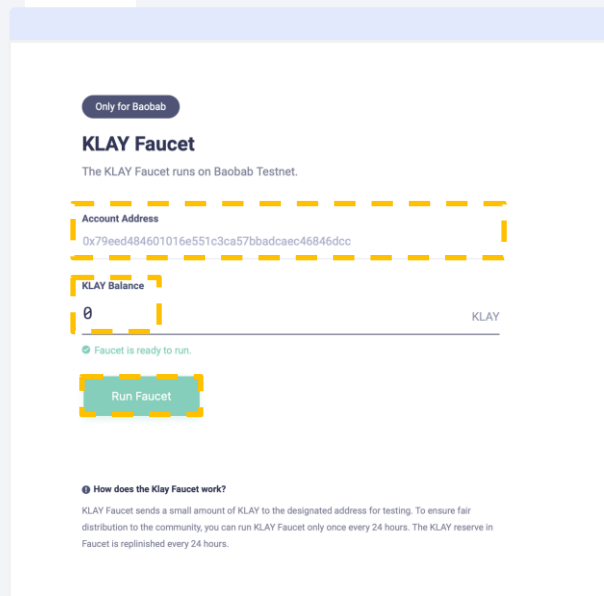 Only for Baobab
KLAY Faucet
The KLAY Faucet runs on Baobab Testnet.
Account Address
0x79eed484601016e551c3ca57bbadcaec46846dcc
KLAY Balance
0 KLAY
Faucet is ready to run.
Run Faucet
How does the Klay Faucet work?
KLAY Faucet sends a small amount of KLAY to the designated address for testing. To ensure fair
distribution to the community, you can run KLAY Faucet only once every 24 hours. The KLAY reserve in
Faucet is replinished every 24 hours.